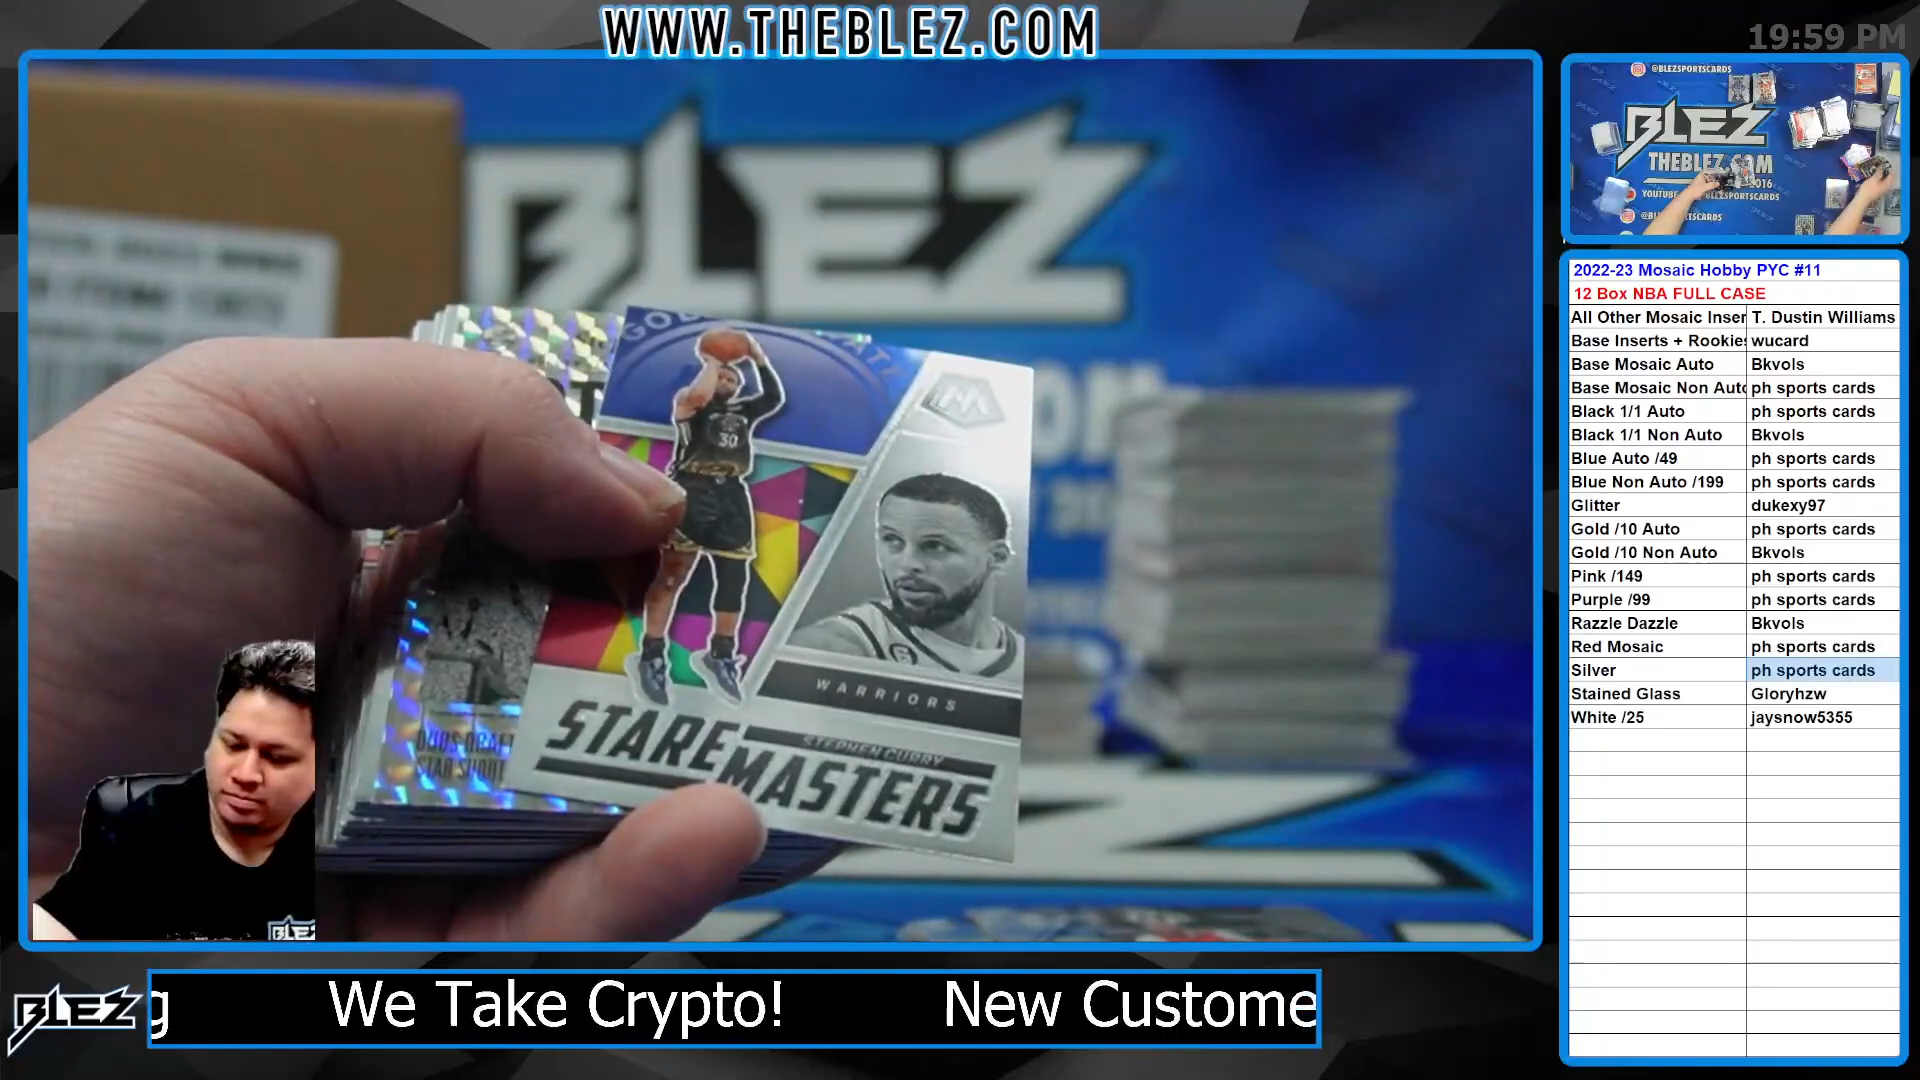 WWW.THEBLEZ.COM
19:59 PM
@BLEZSPORTSCARDS
BLEZ
THEBLEZ.COM
2016
BLEZ
30
WARRIORS
STEPHEN CURRY
STAREMASTERS
BLEZ
2022-23 Mosaic Hobby PYC #11
12 Box NBA FULL CASE
All Other Mosaic Inser T. Dustin Williams
Base Inserts + Rookies wucard
Base Mosaic Auto Bkvols
Base Mosaic Non Auto ph sports cards
Black 1/1 Auto ph sports cards
Black 1/1 Non Auto Bkvols
Blue Auto /49 ph sports cards
Blue Non Auto /199 ph sports cards
Glitter dukexy97
Gold /10 Auto ph sports cards
Gold /10 Non Auto Bkvols
Pink /149 ph sports cards
Purple /99 ph sports cards
Razzle Dazzle Bkvols
Red Mosaic ph sports cards
Silver ph sports cards
Stained Glass Gloryhzw
White /25 jaysnow5355
BLEZ
g We Take Crypto! New Custome